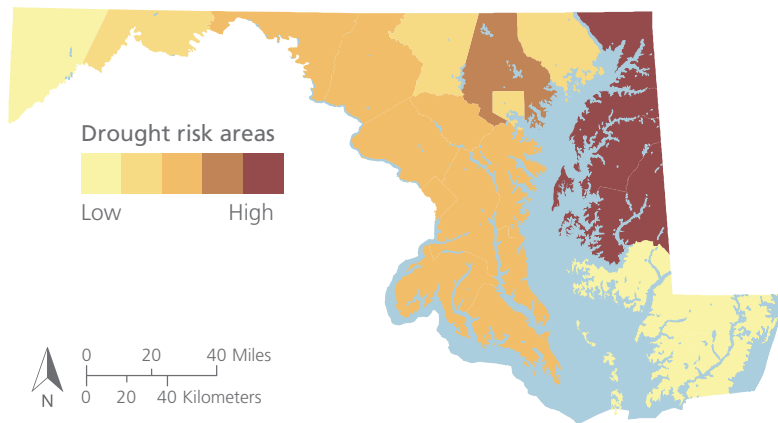 Drought risk areas
Low High
0 20 40 Miles
0 20 40 Kilometers
N